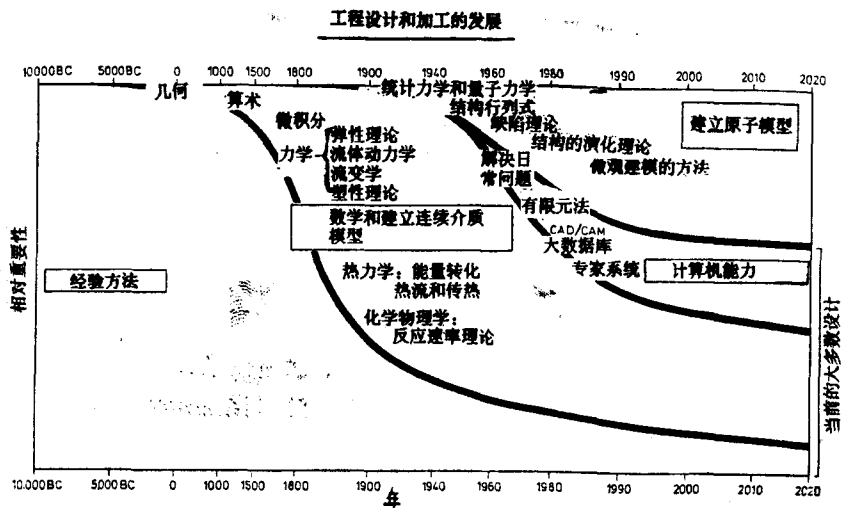 工程设计和加工的发展
10000BC 5000BC 0 1000 1500 1800 1900 1940 1960 1980 1990 2000 2010 2020
几何
算术
统计力学和量子力学
结构行列式
缺陷理论
结构的演化理论
微观建模的方法
建立原子模型
微积分
力学
弹性理论
流体动力学
流变学
塑性理论
解决日
常问题
数学和建立连续介质
模型
有限元法
CAD/CAM
大数据库
专家系统
计算机能力
经验方法
热力学：能量转化
热流和传热
化学物理学：
反应速率理论
相对重要性
当前的大多数设计
10.000BC 5,000BC 0 1000 1500 1800 1900 1940 1960 1980 1990 2000 2010 2020
年